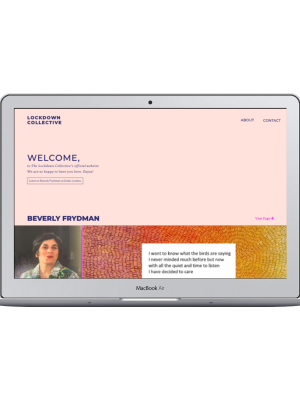 LOCKDOWN
COLLECTIVE
ABOUT
CONTACT
WELCOME,
to The Lockdown Collective's official website.
We are so happy to have you here. Enjoy!
BEVERLY FRYDMAN
Visit Page
I want to know what the birds are saying
I never minded much before but now
with all the quiet and time to listen
I have decided to care
MacBook Air